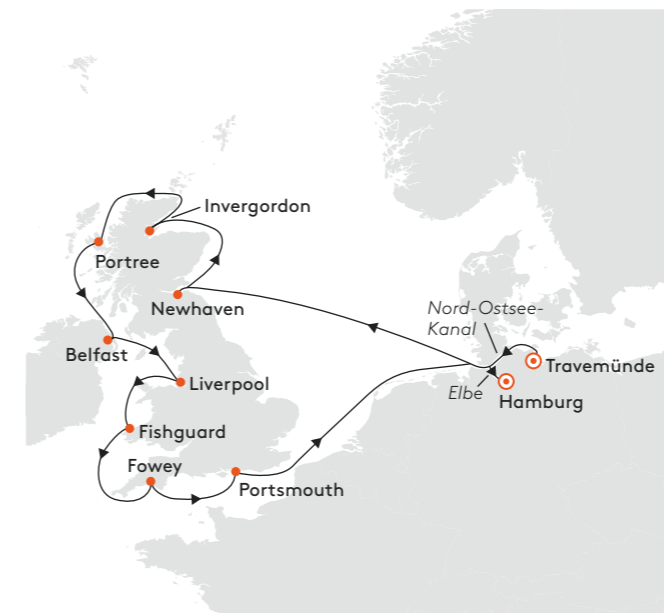 Invergordon
Portree
Newhaven
Nord-Ostsee-
Kanal
Belfast
Travemünde
Liverpool
Elbe
Hamburg
Fishguard
Fowey
Portsmouth